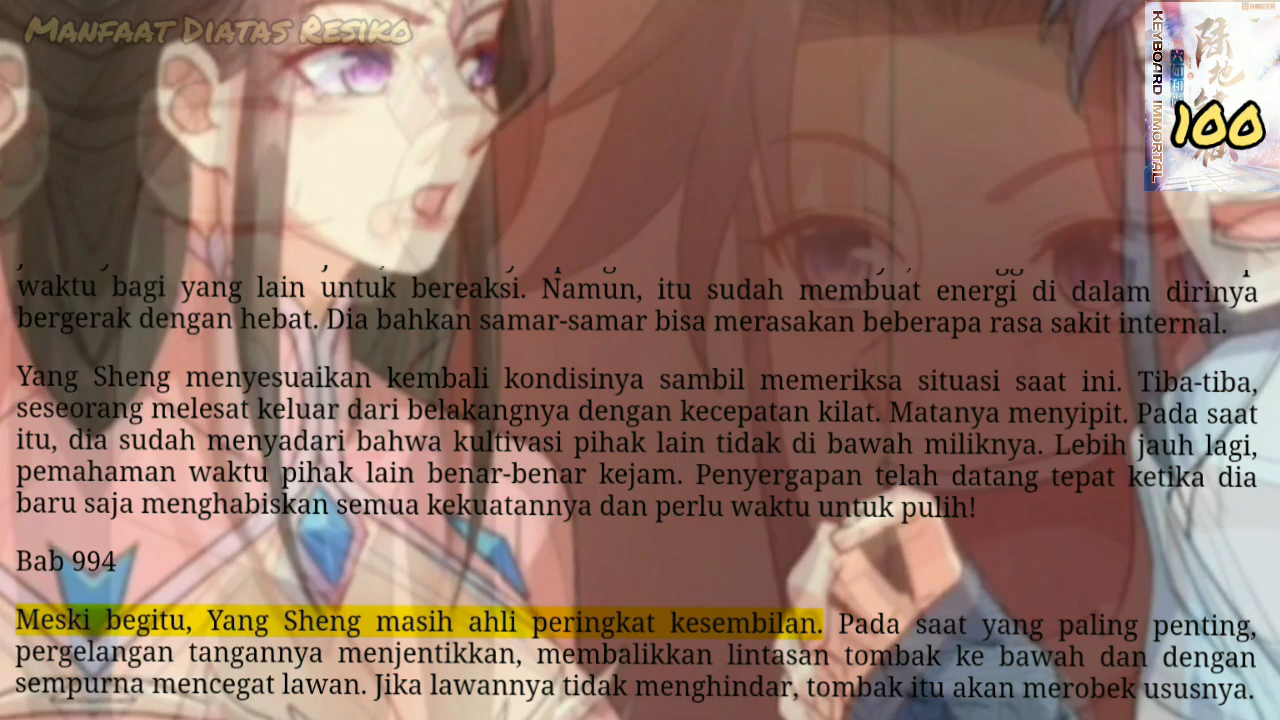 Manfaat Diatas Resiko
KEYBOARD IMMORTAL
100
waktu bagi yang lain untuk bereaksi. Namun, itu sudah membuat energi di dalam dirinya
bergerak dengan hebat. Dia bahkan samar-samar bisa merasakan beberapa rasa sakit internal.
Yang Sheng menyesuaikan kembali kondisinya sambil memeriksa situasi saat ini. Tiba-tiba,
seseorang melesat keluar dari belakangnya dengan kecepatan kilat. Matanya menyipit. Pada saat
itu, dia sudah menyadari bahwa kultivasi pihak lain tidak di bawah miliknya. Lebih jauh lagi,
pemahaman waktu pihak lain benar-benar kejam. Penyergapan telah datang tepat ketika dia
baru saja menghabiskan semua kekuatannya dan perlu waktu untuk pulih!
Bab 994
Meski begitu, Yang Sheng masih ahli peringkat kesembilan. Pada saat yang paling penting,
pergelangan tangannya menjentikkan, membalikkan lintasan tombak ke bawah dan dengan
sempurna mencegat lawan. Jika lawannya tidak menghindar, tombak itu akan merobek ususnya.